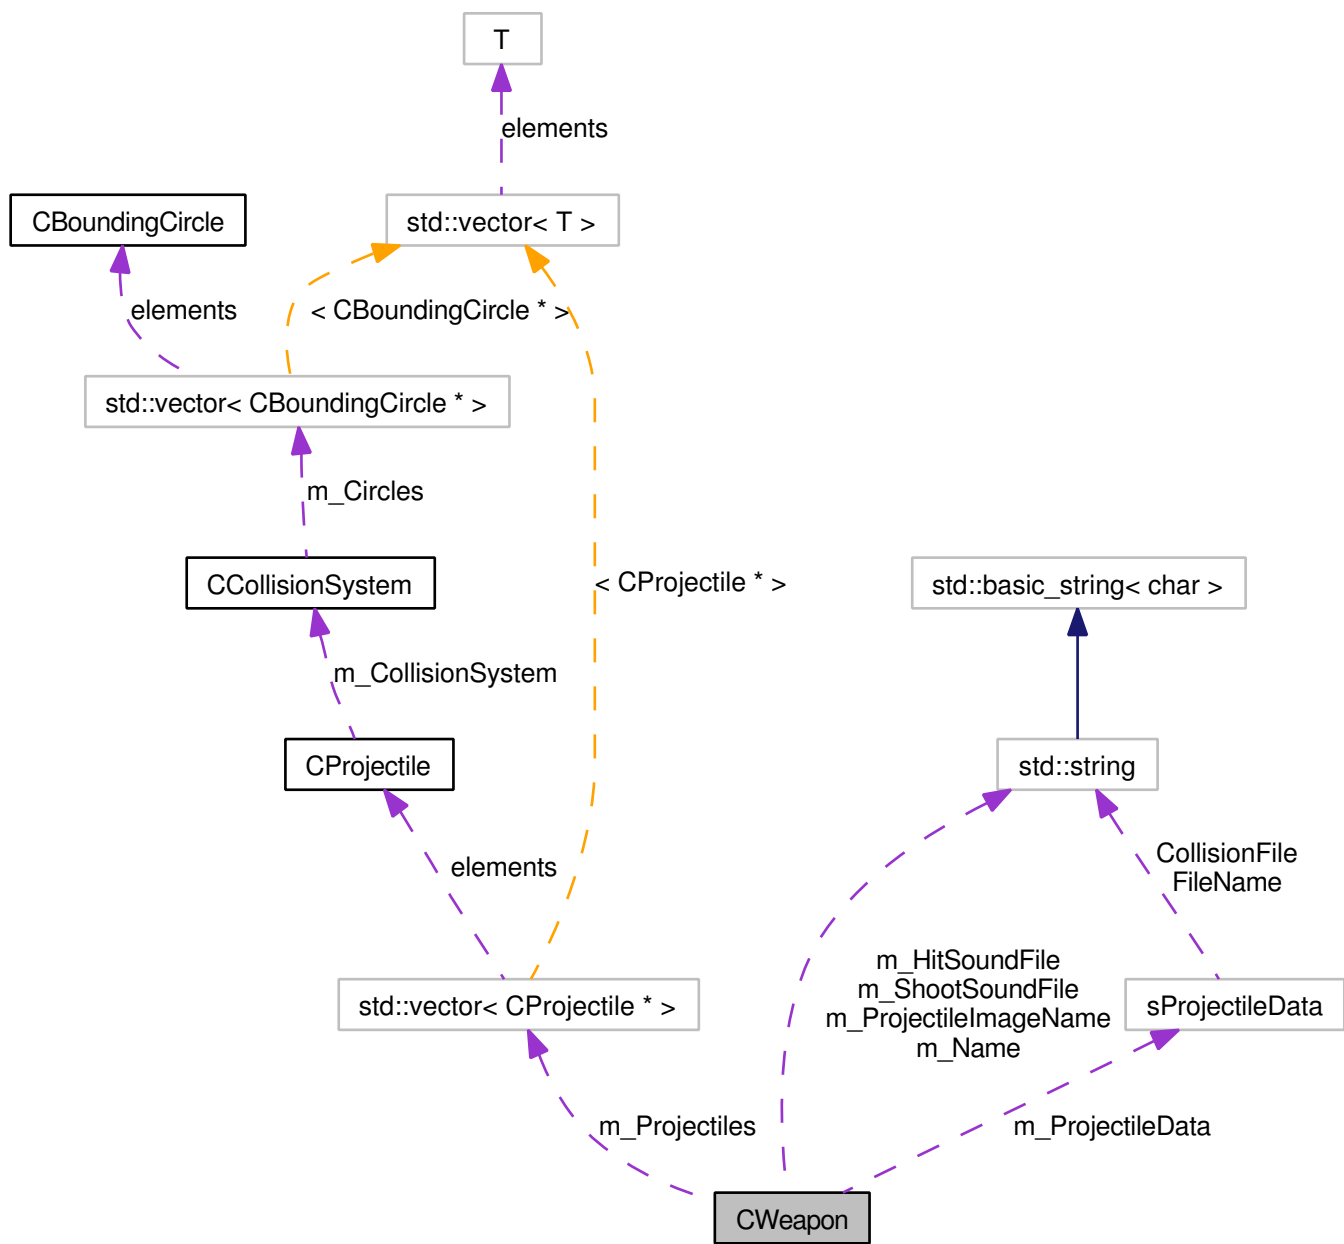 T
elements
CBoundingCircle
std::vector< T >
elements
< CBoundingCircle * >
std::vector< CBoundingCircle * >
m_Circles
CCollisionSystem
< CProjectile * >
std::basic_string< char >
m_CollisionSystem
CProjectile
std::string
elements
CollisionFile
FileName
m_HitSoundFile
m_ShootSoundFile
m_ProjectileImageName
m_Name
std::vector< CProjectile * >
sProjectileData
m_Projectiles
m_ProjectileData
CWeapon